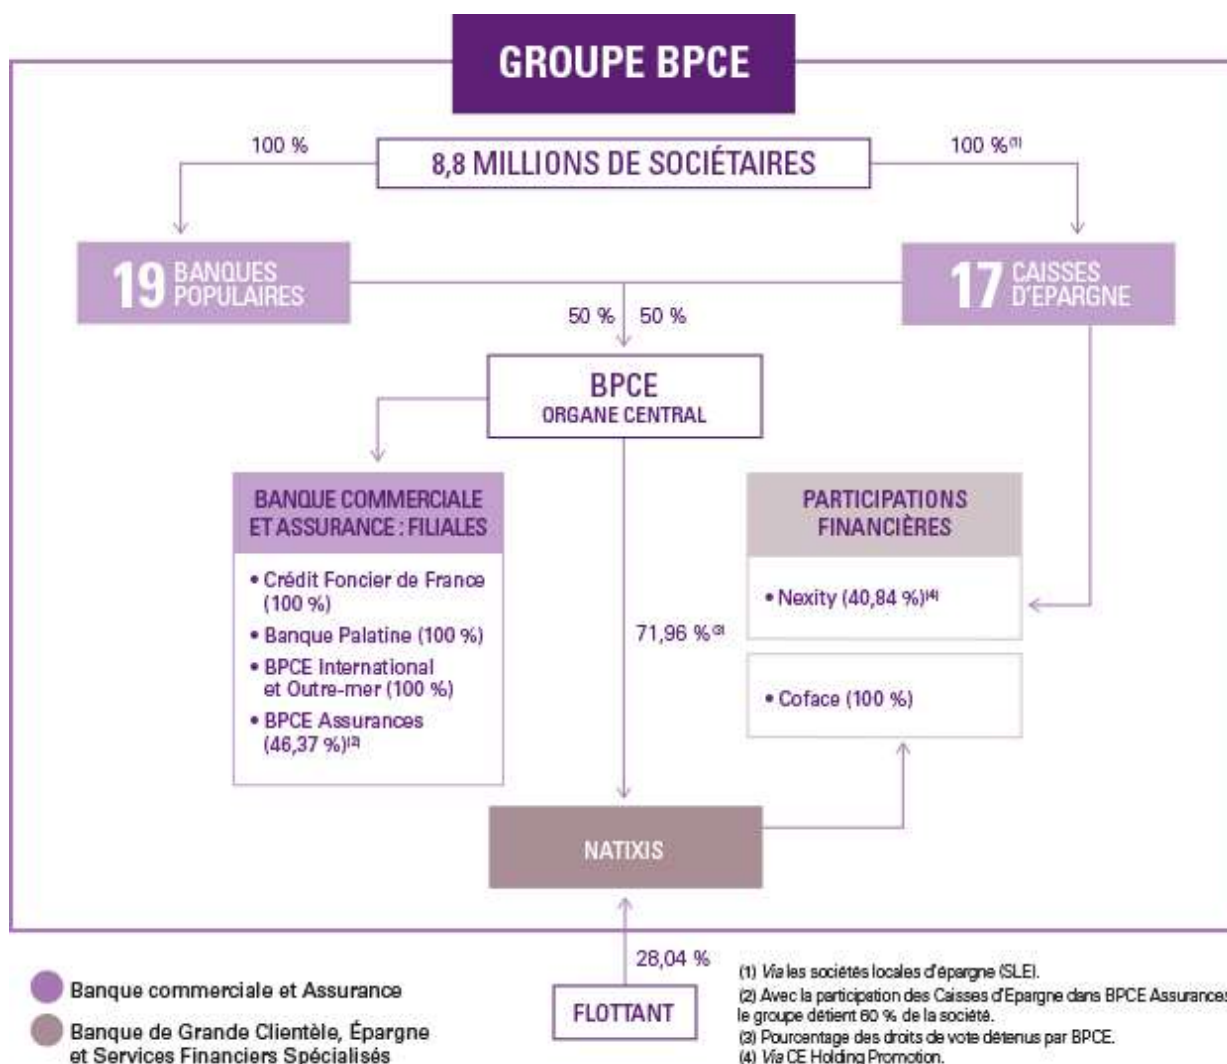 GROUPE BPCE
100 %
8,8 MILLIONS DE SOCIÉTAIRES
100 %(1)
19 BANQUES
POPULAIRES
17 CAISSES
D'EPARGNE
50 % 50 %
BPCE
ORGANE CENTRAL
BANQUE COMMERCIALE
ET ASSURANCE : FILIALES
• Crédit Foncier de France
(100 %)
• Banque Palatine (100 %)
• BPCE International
et Outre-mer (100 %)
• BPCE Assurances
(46,37 %)(2)
71,96 %(3)
PARTICIPATIONS
FINANCIÈRES
• Nexity (40,84 %)(4)
• Coface (100 %)
NATIXIS
28,04 %
FLOTTANT
Banque commerciale et Assurance
Banque de Grande Clientèle, Épargne
et Services Financiers Spécialisés
(1) Via les sociétés locales d'épargne (SLE).
(2) Avec la participation des Caisses d'Epargne dans BPCE Assurances
le groupe détient 60 % de la société.
(3) Pourcentage des droits de vote détenus par BPCE.
(4) Via CE Holding Promotion.